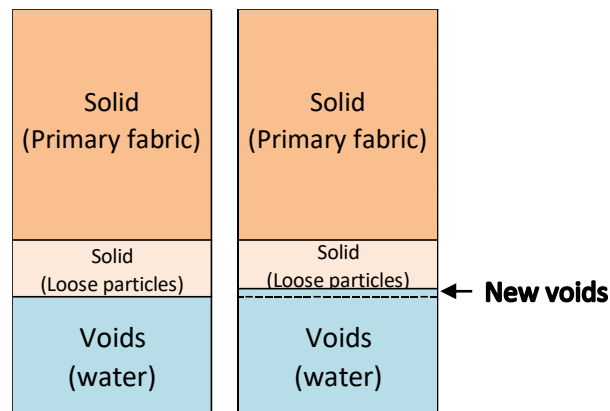 Solid
(Primary fabric)
Solid
(Loose particles)
Voids
(water)
Solid
(Primary fabric)
Solid
(Loose particles)
Voids
(water)
New voids